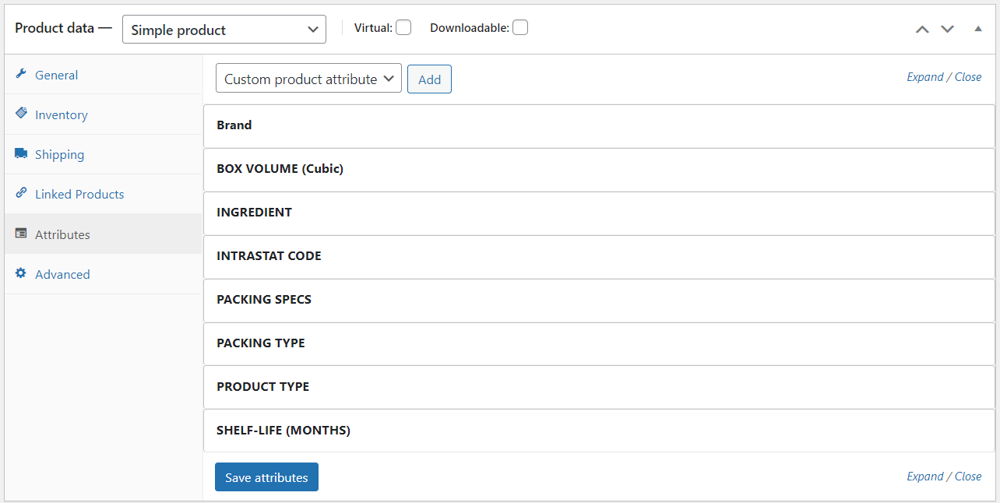 Product data — Simple product Virtual: Downloadable:
General
Inventory
Shipping
Linked Products
Attributes
Advanced
Custom product attribute Add Expand / Close
Brand
BOX VOLUME (Cubic)
INGREDIENT
INTRASTAT CODE
PACKING SPECS
PACKING TYPE
PRODUCT TYPE
SHELF-LIFE (MONTHS)
Save attributes Expand / Close